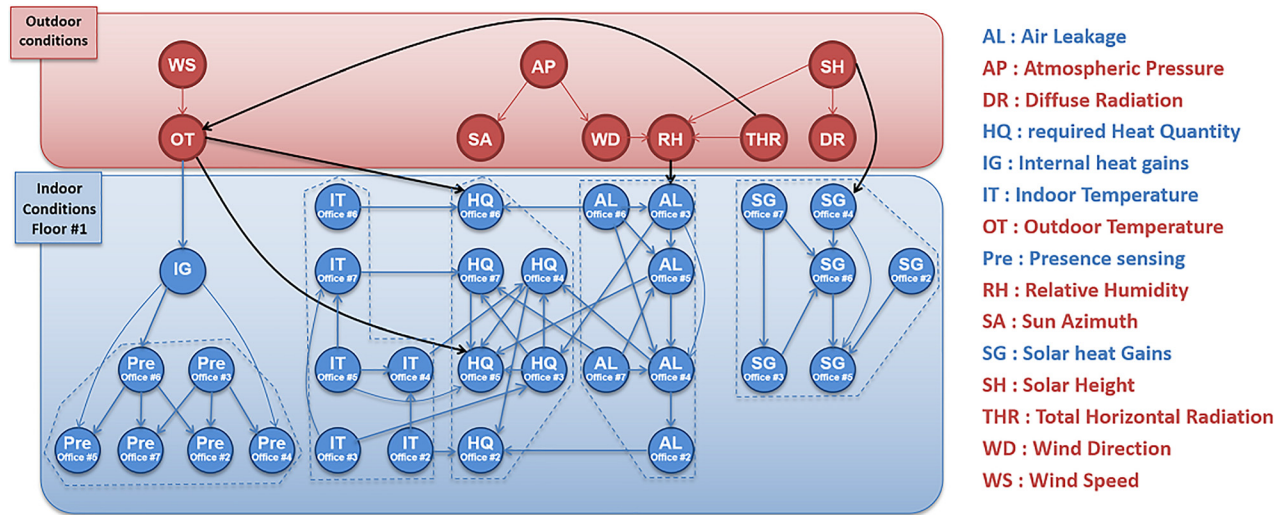 Outdoor
conditions
WS
AP
SH
OT
SA
WD
RH
THR
DR
Indoor
Conditions
Floor #1
IT
Office #6
HQ
Office #6
AL
Office #6
AL
Office #3
SG
Office #7
SG
Office #4
IG
IT
Office #7
HQ
Office #7
HQ
Office #4
AL
Office #5
SG
Office #6
SG
Office #2
Pre
Office #6
Pre
Office #3
IT
Office #5
IT
Office #4
HQ
Office #5
HQ
Office #3
AL
Office #7
AL
Office #4
SG
Office #3
SG
Office #5
Pre
Office #5
Pre
Office #7
Pre
Office #2
Pre
Office #4
IT
Office #3
IT
Office #2
HQ
Office #2
AL
Office #2
AL : Air Leakage
AP : Atmospheric Pressure
DR : Diffuse Radiation
HQ : required Heat Quantity
IG : Internal heat gains
IT : Indoor Temperature
OT : Outdoor Temperature
Pre : Presence sensing
RH : Relative Humidity
SA : Sun Azimuth
SG : Solar heat Gains
SH : Solar Height
THR : Total Horizontal Radiation
WD : Wind Direction
WS : Wind Speed